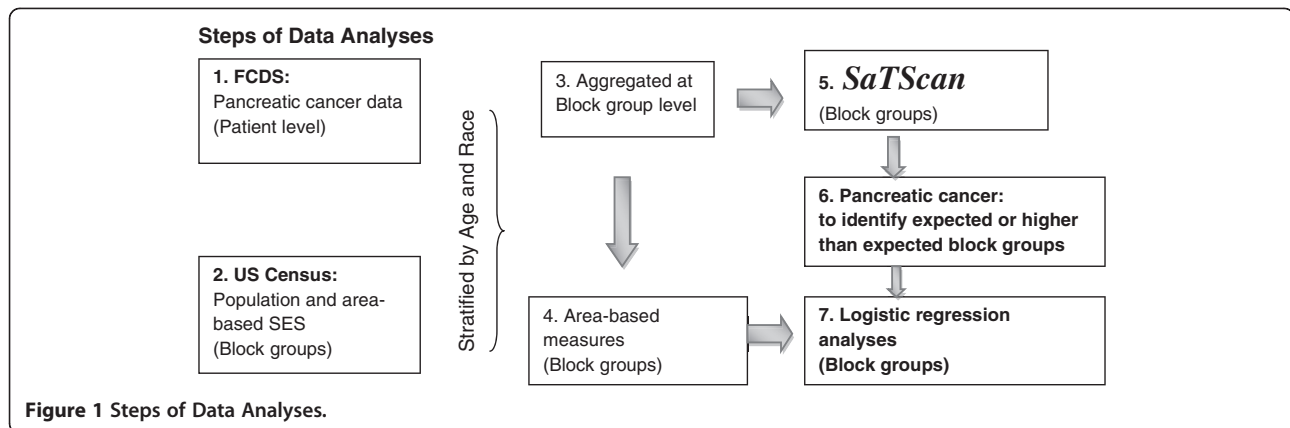 Steps of Data Analyses
1. FCDS:
Pancreatic cancer data
(Patient level)
2. US Census:
Population and area-
based SES
(Block groups)
Stratified by Age and Race
3. Aggregated at
Block group level
4. Area-based
measures
(Block groups)
5. SaTScan
(Block groups)
6. Pancreatic cancer:
to identify expected or higher
than expected block groups
7. Logistic regression
analyses
(Block groups)
Figure 1 Steps of Data Analyses.